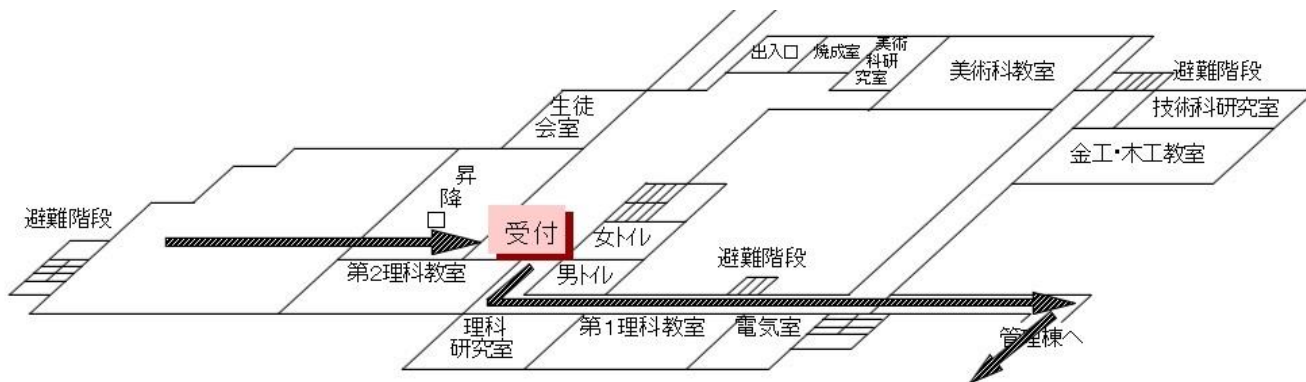 出入口
焼成室
美術
科研
究室
美術科教室
避難階段
技術科研究室
金工・木工教室
生徒
会室
昇
降
口
避難階段
受付
女トイレ
男トイレ
避難階段
第2理科教室
理科
研究室
第1理科教室
電気室
管理棟へ